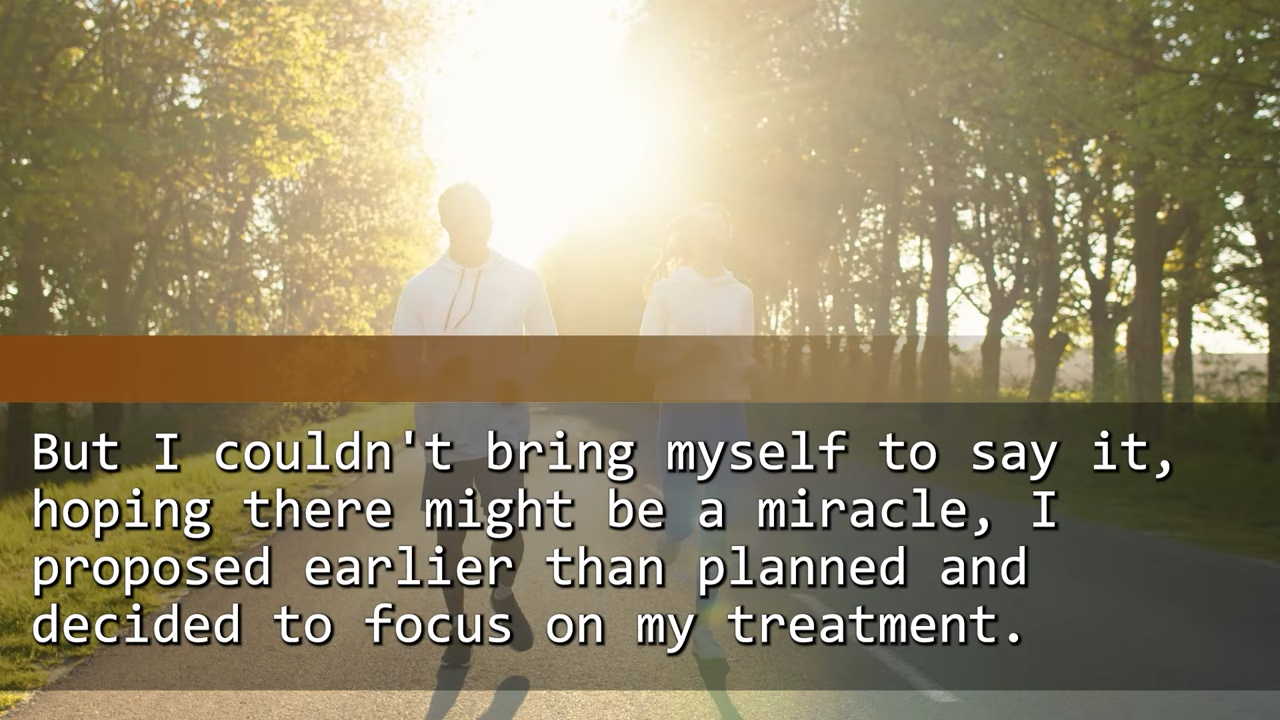 But I couldn't bring myself to say it,
hoping there might be a miracle, I
proposed earlier than planned and
decided to focus on my treatment.